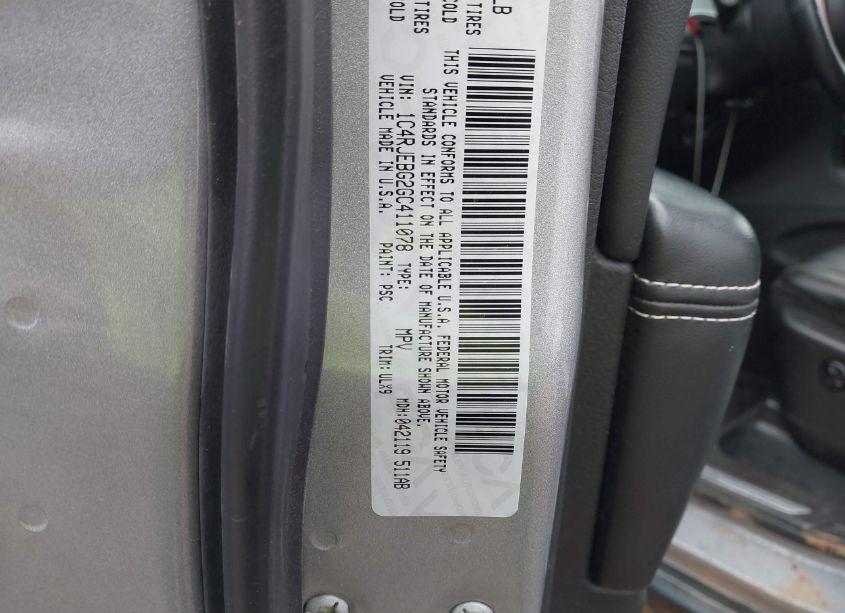 LB
TIRES
COLD
TIRES
COLD
THIS VEHICLE CONFORMS TO ALL APPLICABLE U.S.A. FEDERAL MOTOR VEHICLE SAFETY
STANDARDS IN EFFECT ON THE DATE OF MANUFACTURE SHOWN ABOVE.
VIN: 1C4RJEBG2GC411078 TYPE: MPV MDH:042119 511AB
VEHICLE MADE IN U.S.A. PAINT: PSC TRIM: ULX9